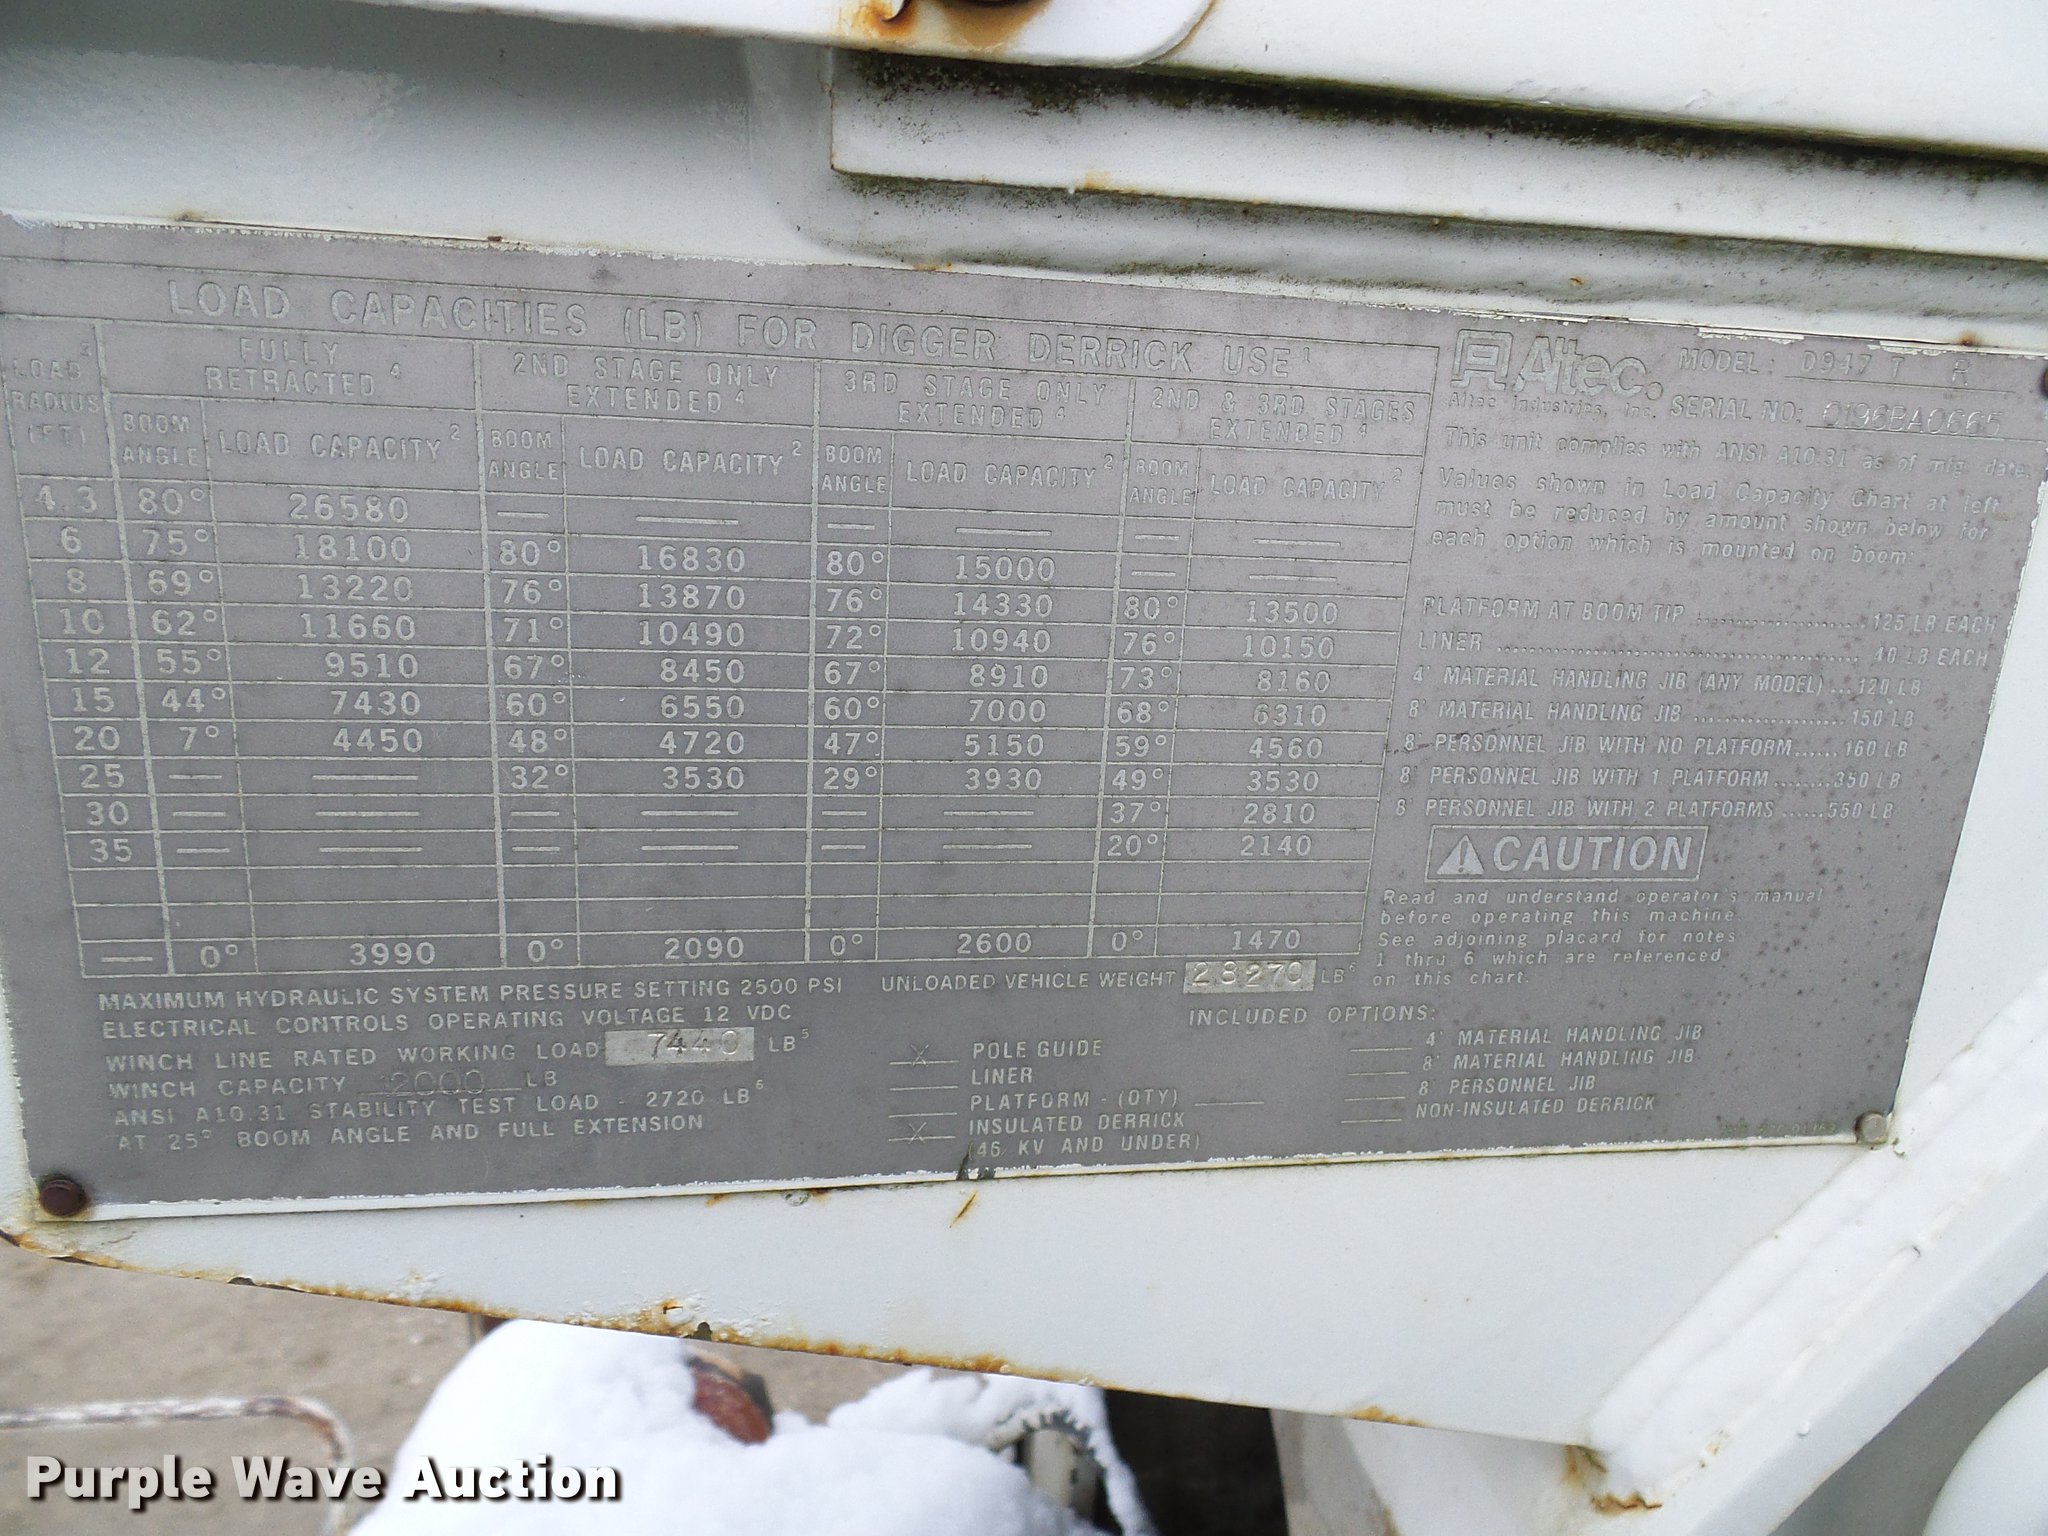 LOAD CAPACITIES (LB) FOR DIGGER DERRICK USE 1
LOAD 3 RADIUS (FT)
FULLY RETRACTED 4
2ND STAGE ONLY EXTENDED 4
3RD STAGE ONLY EXTENDED 4
2ND & 3RD STAGES EXTENDED 4
BOOM ANGLE LOAD CAPACITY 2 BOOM ANGLE LOAD CAPACITY 2 BOOM ANGLE LOAD CAPACITY 2 BOOM ANGLE LOAD CAPACITY 2
4.3 80° 26580 — — — — — —
6 75° 18100 80° 16830 80° 15000 — —
8 69° 13220 76° 13870 76° 14330 80° 13500
10 62° 11660 71° 10490 72° 10940 76° 10150
12 55° 9510 67° 8450 67° 8910 73° 8160
15 44° 7430 60° 6550 60° 7000 68° 6310
20 7° 4450 48° 4720 47° 5150 59° 4560
25 — — 32° 3530 29° 3930 49° 3530
30 — — — — — — 37° 2810
35 — — — — — — 20° 2140
— 0° 3990 0° 2090 0° 2600 0° 1470
MAXIMUM HYDRAULIC SYSTEM PRESSURE SETTING 2500 PSI
ELECTRICAL CONTROLS OPERATING VOLTAGE 12 VDC
WINCH LINE RATED WORKING LOAD 7440 LB 5
WINCH CAPACITY 12000 LB
ANSI A10.31 STABILITY TEST LOAD - 2720 LB 6
AT 25° BOOM ANGLE AND FULL EXTENSION
UNLOADED VEHICLE WEIGHT 28270 LB 6
INCLUDED OPTIONS:
X POLE GUIDE
LINER
PLATFORM - (QTY)
X INSULATED DERRICK
(46 KV AND UNDER)
4' MATERIAL HANDLING JIB
8' MATERIAL HANDLING JIB
8' PERSONNEL JIB
NON-INSULATED DERRICK
Altec.
Altec Industries, Inc.
MODEL: D947 T R
SERIAL NO: 0196BA0665
This unit complies with ANSI A10.31 as of mfg date.
Values shown in Load Capacity Chart at left
must be reduced by amount shown below for
each option which is mounted on boom:
PLATFORM AT BOOM TIP .................... 125 LB EACH
LINER .................... 40 LB EACH
4' MATERIAL HANDLING JIB (ANY MODEL) ... 120 LB
8' MATERIAL HANDLING JIB .................... 150 LB
8' PERSONNEL JIB WITH NO PLATFORM...... 160 LB
8' PERSONNEL JIB WITH 1 PLATFORM ........ 350 LB
8' PERSONNEL JIB WITH 2 PLATFORMS ...... 550 LB
CAUTION
Read and understand operator's manual
before operating this machine.
See adjoining placard for notes
1 thru 6 which are referenced
on this chart.
Purple Wave Auction